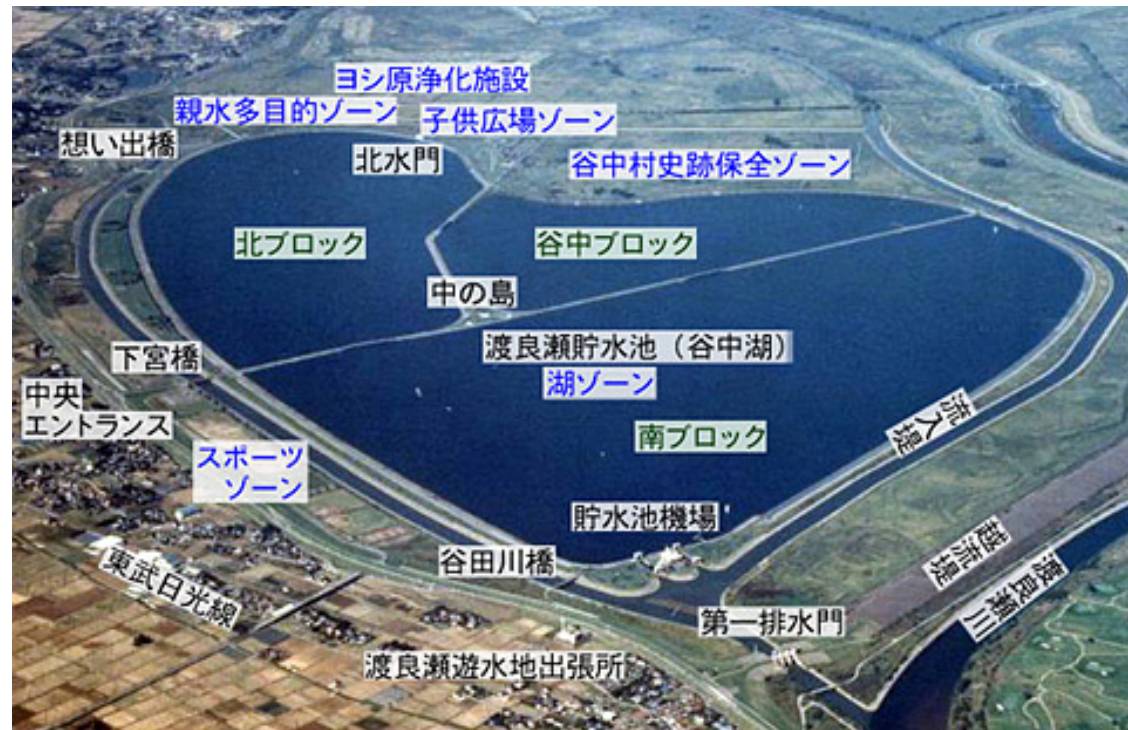 ヨシ原浄化施設
親水多目的ゾーン
子供広場ゾーン
想い出橋
北水門
谷中村史跡保全ゾーン
北ブロック
谷中ブロック
中の島
渡良瀬貯水池（谷中湖）
湖ゾーン
下宮橋
中央
エントランス
流入堤
南ブロック
スポーツ
ゾーン
貯水池機場
越流堤
谷田川橋
渡良瀬川
東武日光線
第一排水門
渡良瀬遊水地出張所